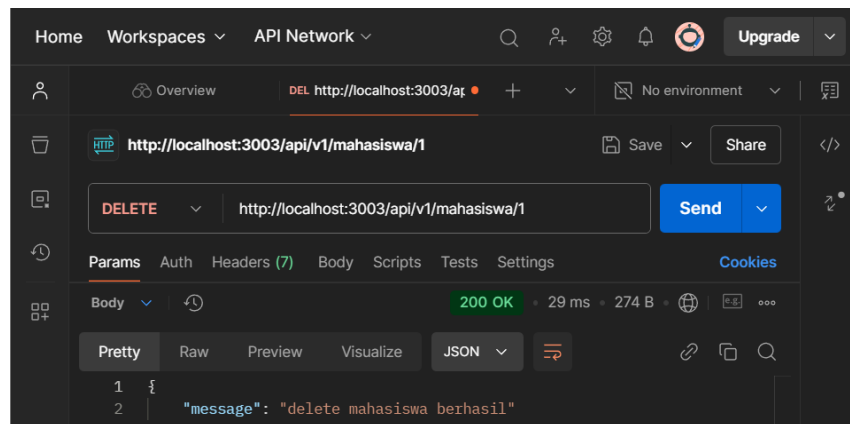 Home Workspaces API Network Upgrade
Overview DEL http://localhost:3003/ap No environment
HTTP http://localhost:3003/api/v1/mahasiswa/1 Save Share </>
DELETE http://localhost:3003/api/v1/mahasiswa/1 Send
Params Auth Headers (7) Body Scripts Tests Settings Cookies
Body 200 OK • 29 ms • 274 B e.g.
Pretty Raw Preview Visualize JSON
1 {
2 "message": "delete mahasiswa berhasil"